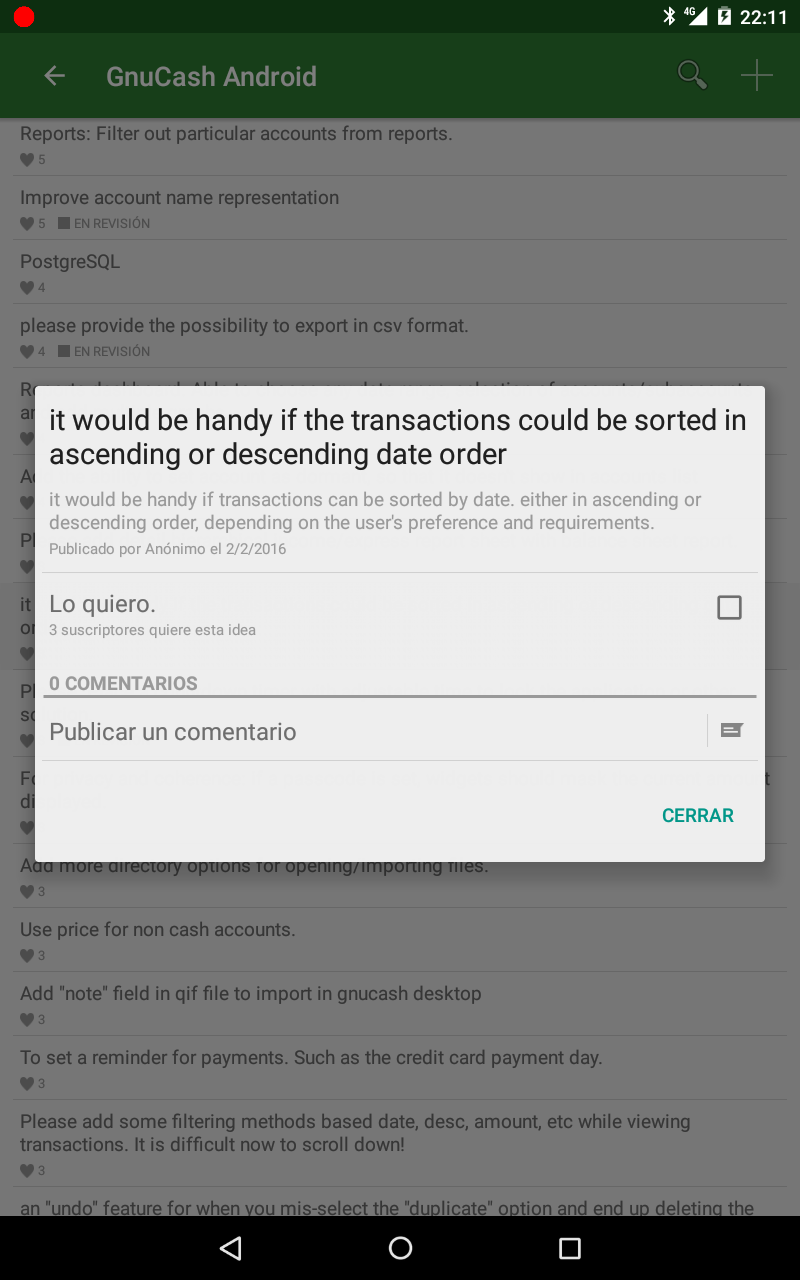 4G 22:11
GnuCash Android
Reports: Filter out particular accounts from reports.
5
Improve account name representation
5 EN REVISIÓN
PostgreSQL
4
please provide the possibility to export in csv format.
4 EN REVISIÓN
it would be handy if the transactions could be sorted in
ascending or descending date order
it would be handy if transactions can be sorted by date. either in ascending or
descending order, depending on the user's preference and requirements.
Publicado por Anónimo el 2/2/2016
Lo quiero.
3 suscriptores quiere esta idea
0 COMENTARIOS
Publicar un comentario
CERRAR
Add more directory options for opening/importing files.
3
Use price for non cash accounts.
3
Add "note" field in qif file to import in gnucash desktop
3
To set a reminder for payments. Such as the credit card payment day.
3
Please add some filtering methods based date, desc, amount, etc while viewing
transactions. It is difficult now to scroll down!
3
an "undo" feature for when you mis-select the "duplicate" option and end up deleting the